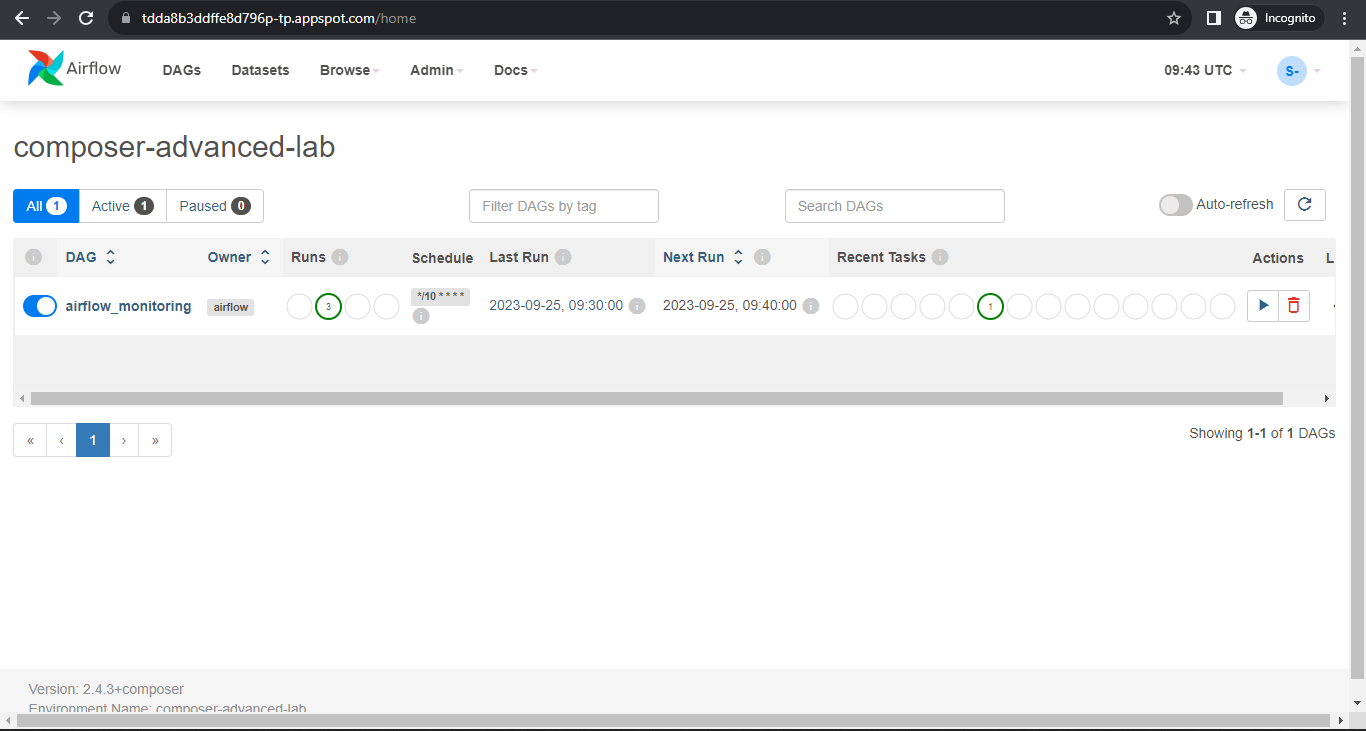 tdda8b3ddffe8d796p-tp.appspot.com/home
Incognito
Airflow DAGs Datasets Browse Admin Docs 09:43 UTC S-
composer-advanced-lab
All 1 Active 1 Paused 0 Filter DAGs by tag Search DAGs Auto-refresh
i DAG Owner Runs i Schedule Last Run i Next Run i Recent Tasks i Actions L
airflow_monitoring airflow 3 */10 * * * * i 2023-09-25, 09:30:00 i 2023-09-25, 09:40:00 i 1
« ‹ 1 › »
Showing 1-1 of 1 DAGs
Version: 2.4.3+composer
Environment Name: composer-advanced-lab